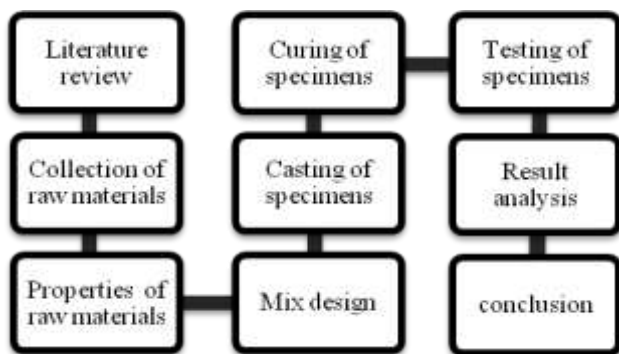 Literature
review
Collection of
raw materials
Properties of
raw materials
Mix design
Casting of
specimens
Curing of
specimens
Testing of
specimens
Result
analysis
conclusion